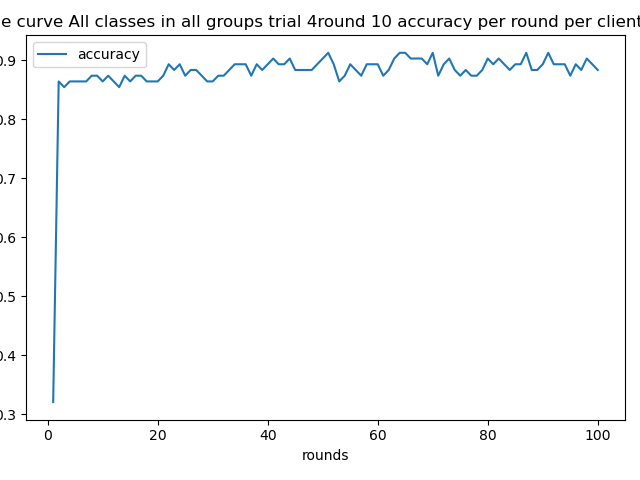 e curve All classes in all groups trial 4round 10 accuracy per round per client
accuracy
0.9
0.8
0.7
0.6
0.5
0.4
0.3
0 20 40 60 80 100
rounds